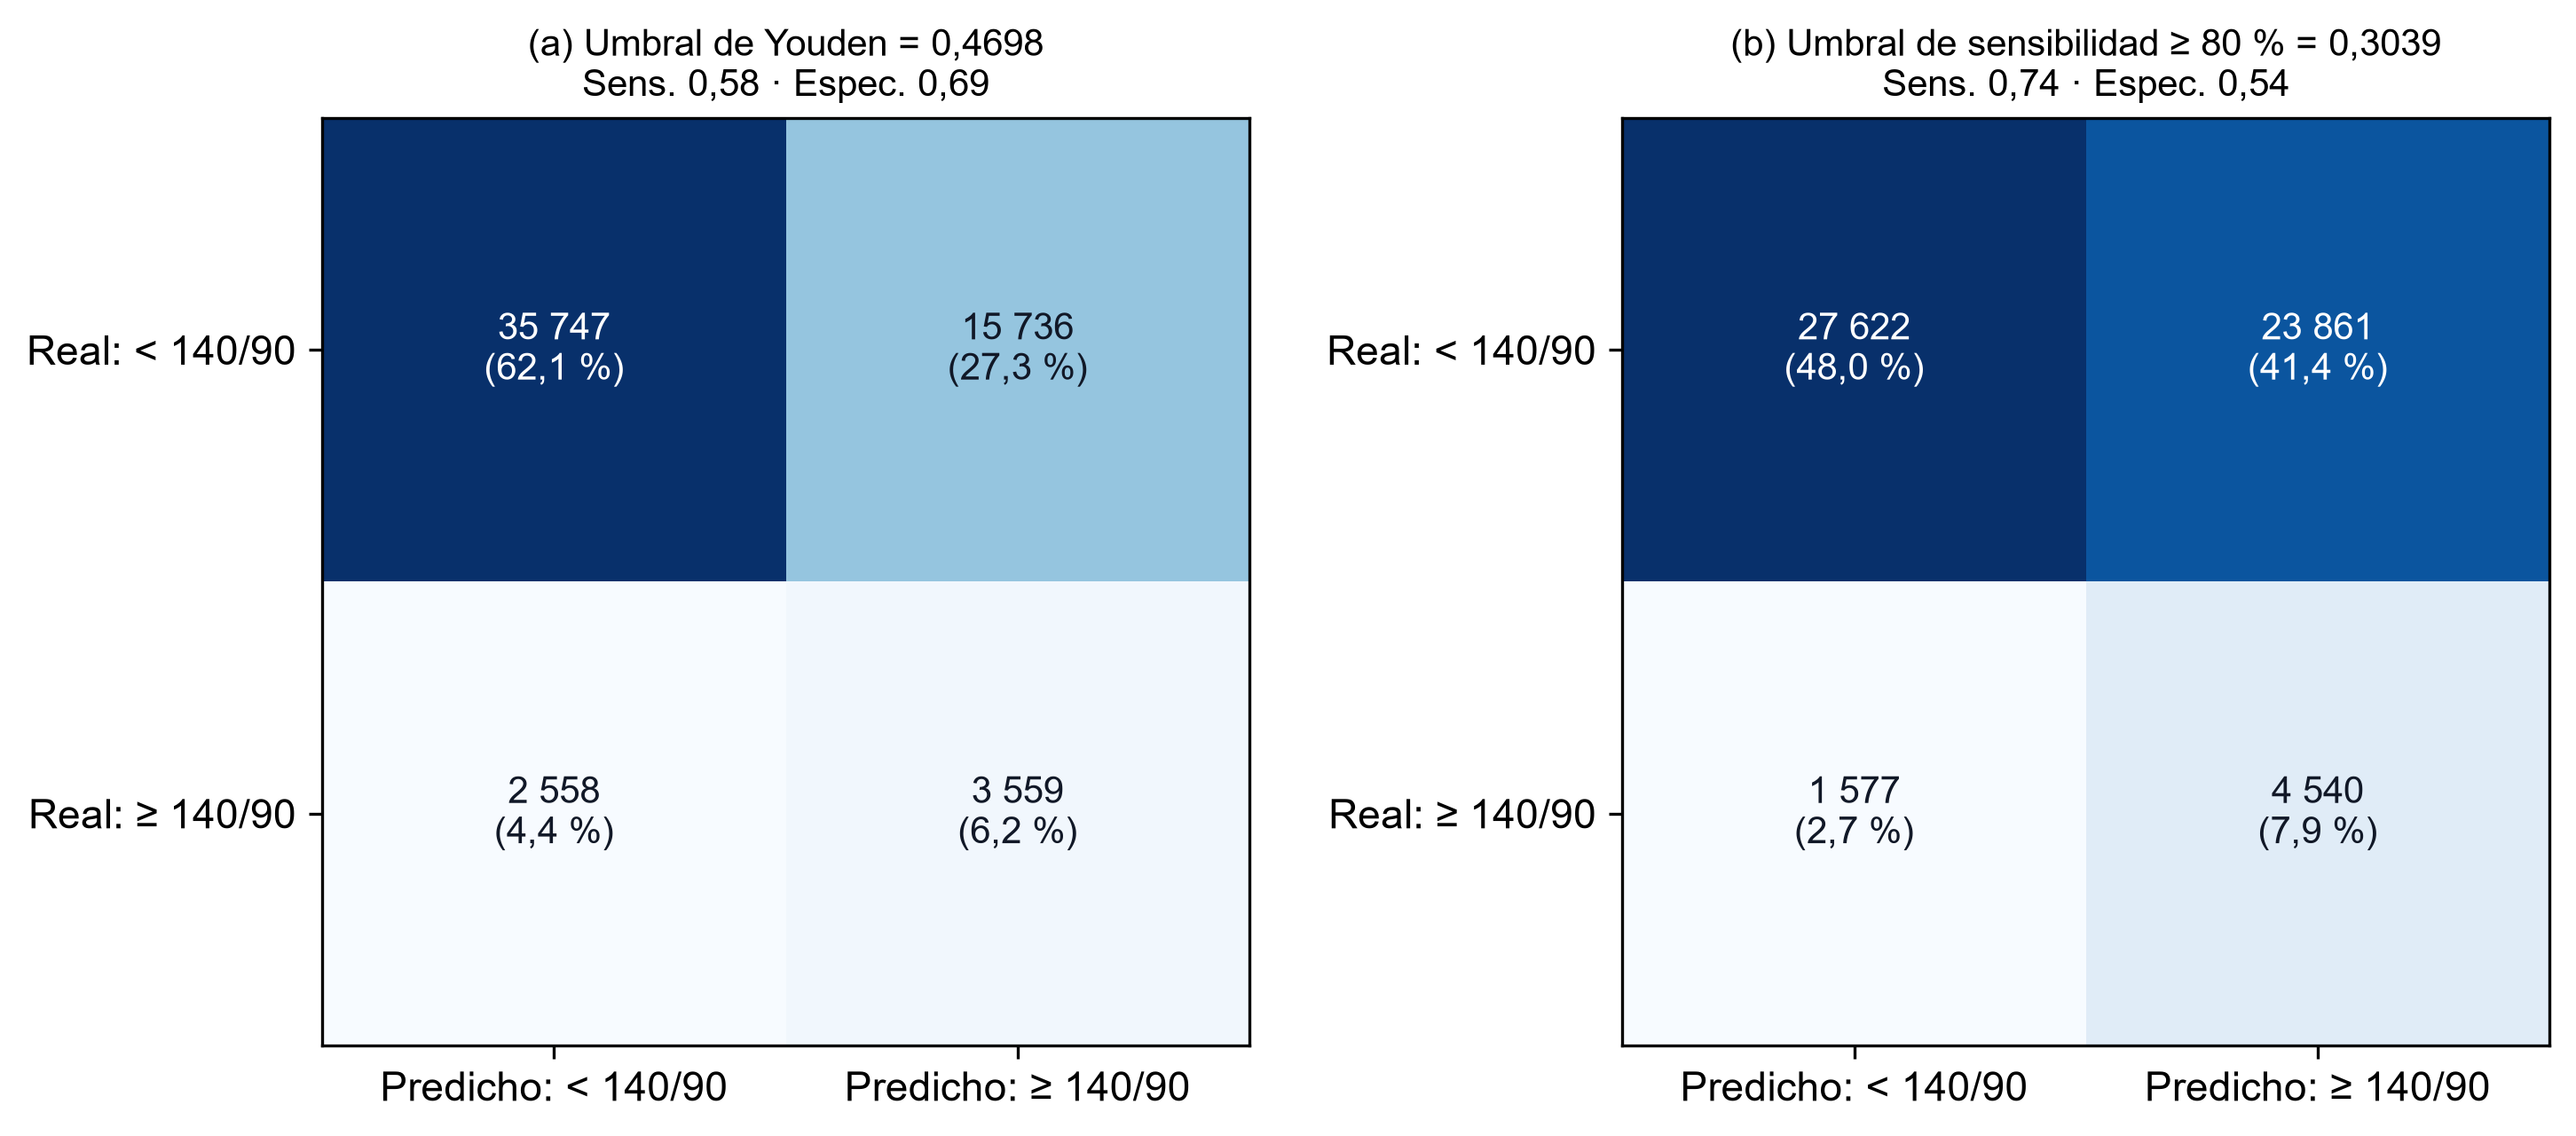 (a) Umbral de Youden = 0,4698
Sens. 0,58 · Espec. 0,69
Real: < 140/90
35 747
(62,1 %)
15 736
(27,3 %)
Real: ≥ 140/90
2 558
(4,4 %)
3 559
(6,2 %)
Predicho: < 140/90
Predicho: ≥ 140/90
(b) Umbral de sensibilidad ≥ 80 % = 0,3039
Sens. 0,74 · Espec. 0,54
Real: < 140/90
27 622
(48,0 %)
23 861
(41,4 %)
Real: ≥ 140/90
1 577
(2,7 %)
4 540
(7,9 %)
Predicho: < 140/90
Predicho: ≥ 140/90